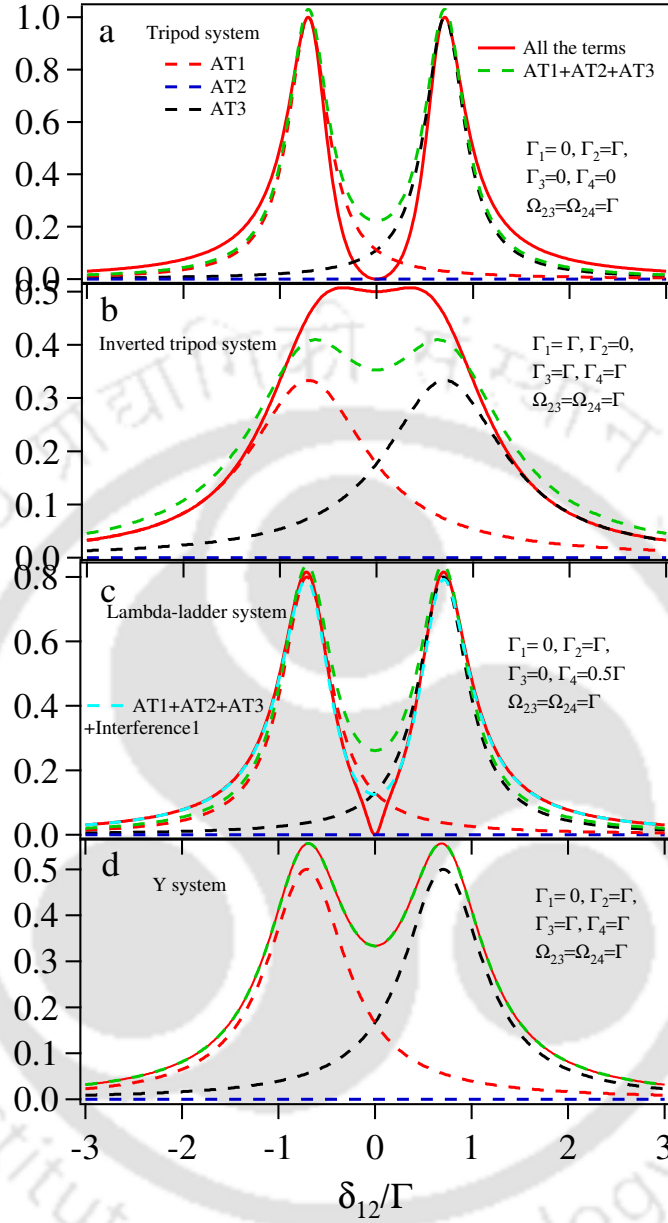 a
Tripod system
AT1
AT2
AT3
All the terms
AT1+AT2+AT3
Γ₁= 0, Γ₂=Γ,
Γ₃=0, Γ₄=0
Ω₂₃=Ω₂₄=Γ
1.0
0.8
0.6
0.4
0.2
0.0
b
Inverted tripod system
Γ₁= Γ, Γ₂=0,
Γ₃=Γ, Γ₄=Γ
Ω₂₃=Ω₂₄=Γ
0.5
0.4
0.3
0.2
0.1
0.0
c
Lambda-ladder system
AT1+AT2+AT3
+Interference1
Γ₁= 0, Γ₂=Γ,
Γ₃=0, Γ₄=0.5Γ
Ω₂₃=Ω₂₄=Γ
0.8
0.6
0.4
0.2
0.0
d
Y system
Γ₁= 0, Γ₂=Γ,
Γ₃=Γ, Γ₄=Γ
Ω₂₃=Ω₂₄=Γ
0.5
0.4
0.3
0.2
0.1
0.0
-3 -2 -1 0 1 2 3
δ₁₂/Γ